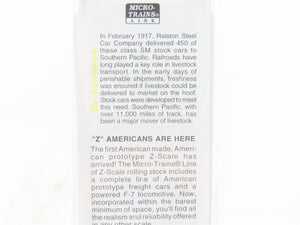 MICRO-
TRAINS®
LINE
In February 1917, Ralston Steel
Car Company delivered 450 of
these class SM stock cars to
Southern Pacific. Railroads have
long played a key role in livestock
transport. In the early days of
perishable shipments, freshness
was ensured if livestock could be
delivered to market on the hoof.
Stock cars were developed to meet
this need. Southern Pacific, with
over 11,000 miles of track, has
been a major mover of livestock.
"Z" AMERICANS ARE HERE
The first American made, Amer-
ican prototype Z-Scale has
arrived! The Micro-Trains® Line
of Z-Scale rolling stock includes
a complete line of American
prototype freight cars and a
powered F-7 locomotive. Now,
incorporated within the barest
minimum of space, you'll find all
the realism and reliability offered
in any other scale.